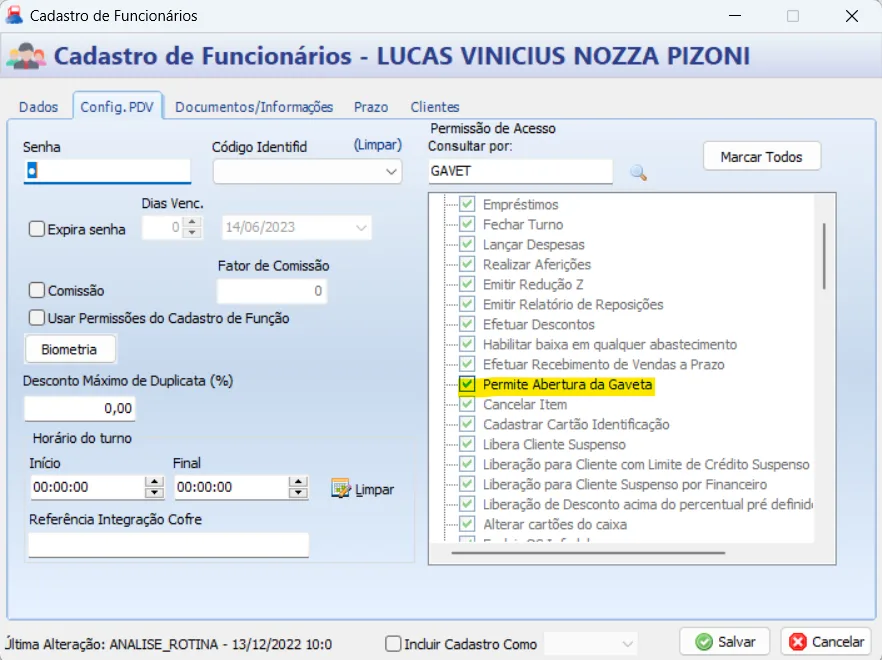 Cadastro de Funcionários
Cadastro de Funcionários - LUCAS VINICIUS NOZZA PIZONI
Dados
Config. PDV
Documentos/Informações
Prazo
Clientes
Senha
Código Identifid
(Limpar)
Dias Venc.
Expira senha
0
14/06/2023
Fator de Comissão
Comissão
0
Usar Permissões do Cadastro de Função
Biometria
Desconto Máximo de Duplicata (%)
0,00
Horário do turno
Início
Final
00:00:00
00:00:00
Limpar
Referência Integração Cofre
Permissão de Acesso
Consultar por:
GAVET
Marcar Todos
Empréstimos
Fechar Turno
Lançar Despesas
Realizar Aferições
Emitir Redução Z
Emitir Relatório de Reposições
Efetuar Descontos
Habilitar baixa em qualquer abastecimento
Efetuar Recebimento de Vendas a Prazo
Permite Abertura da Gaveta
Cancelar Item
Cadastrar Cartão Identificação
Libera Cliente Suspenso
Liberação para Cliente com Limite de Crédito Suspenso
Liberação para Cliente Suspenso por Financeiro
Liberação de Desconto acima do percentual pré definid
Alterar cartões do caixa
Última Alteração: ANALISE_ROTINA - 13/12/2022 10:0
Incluir Cadastro Como
Salvar
Cancelar